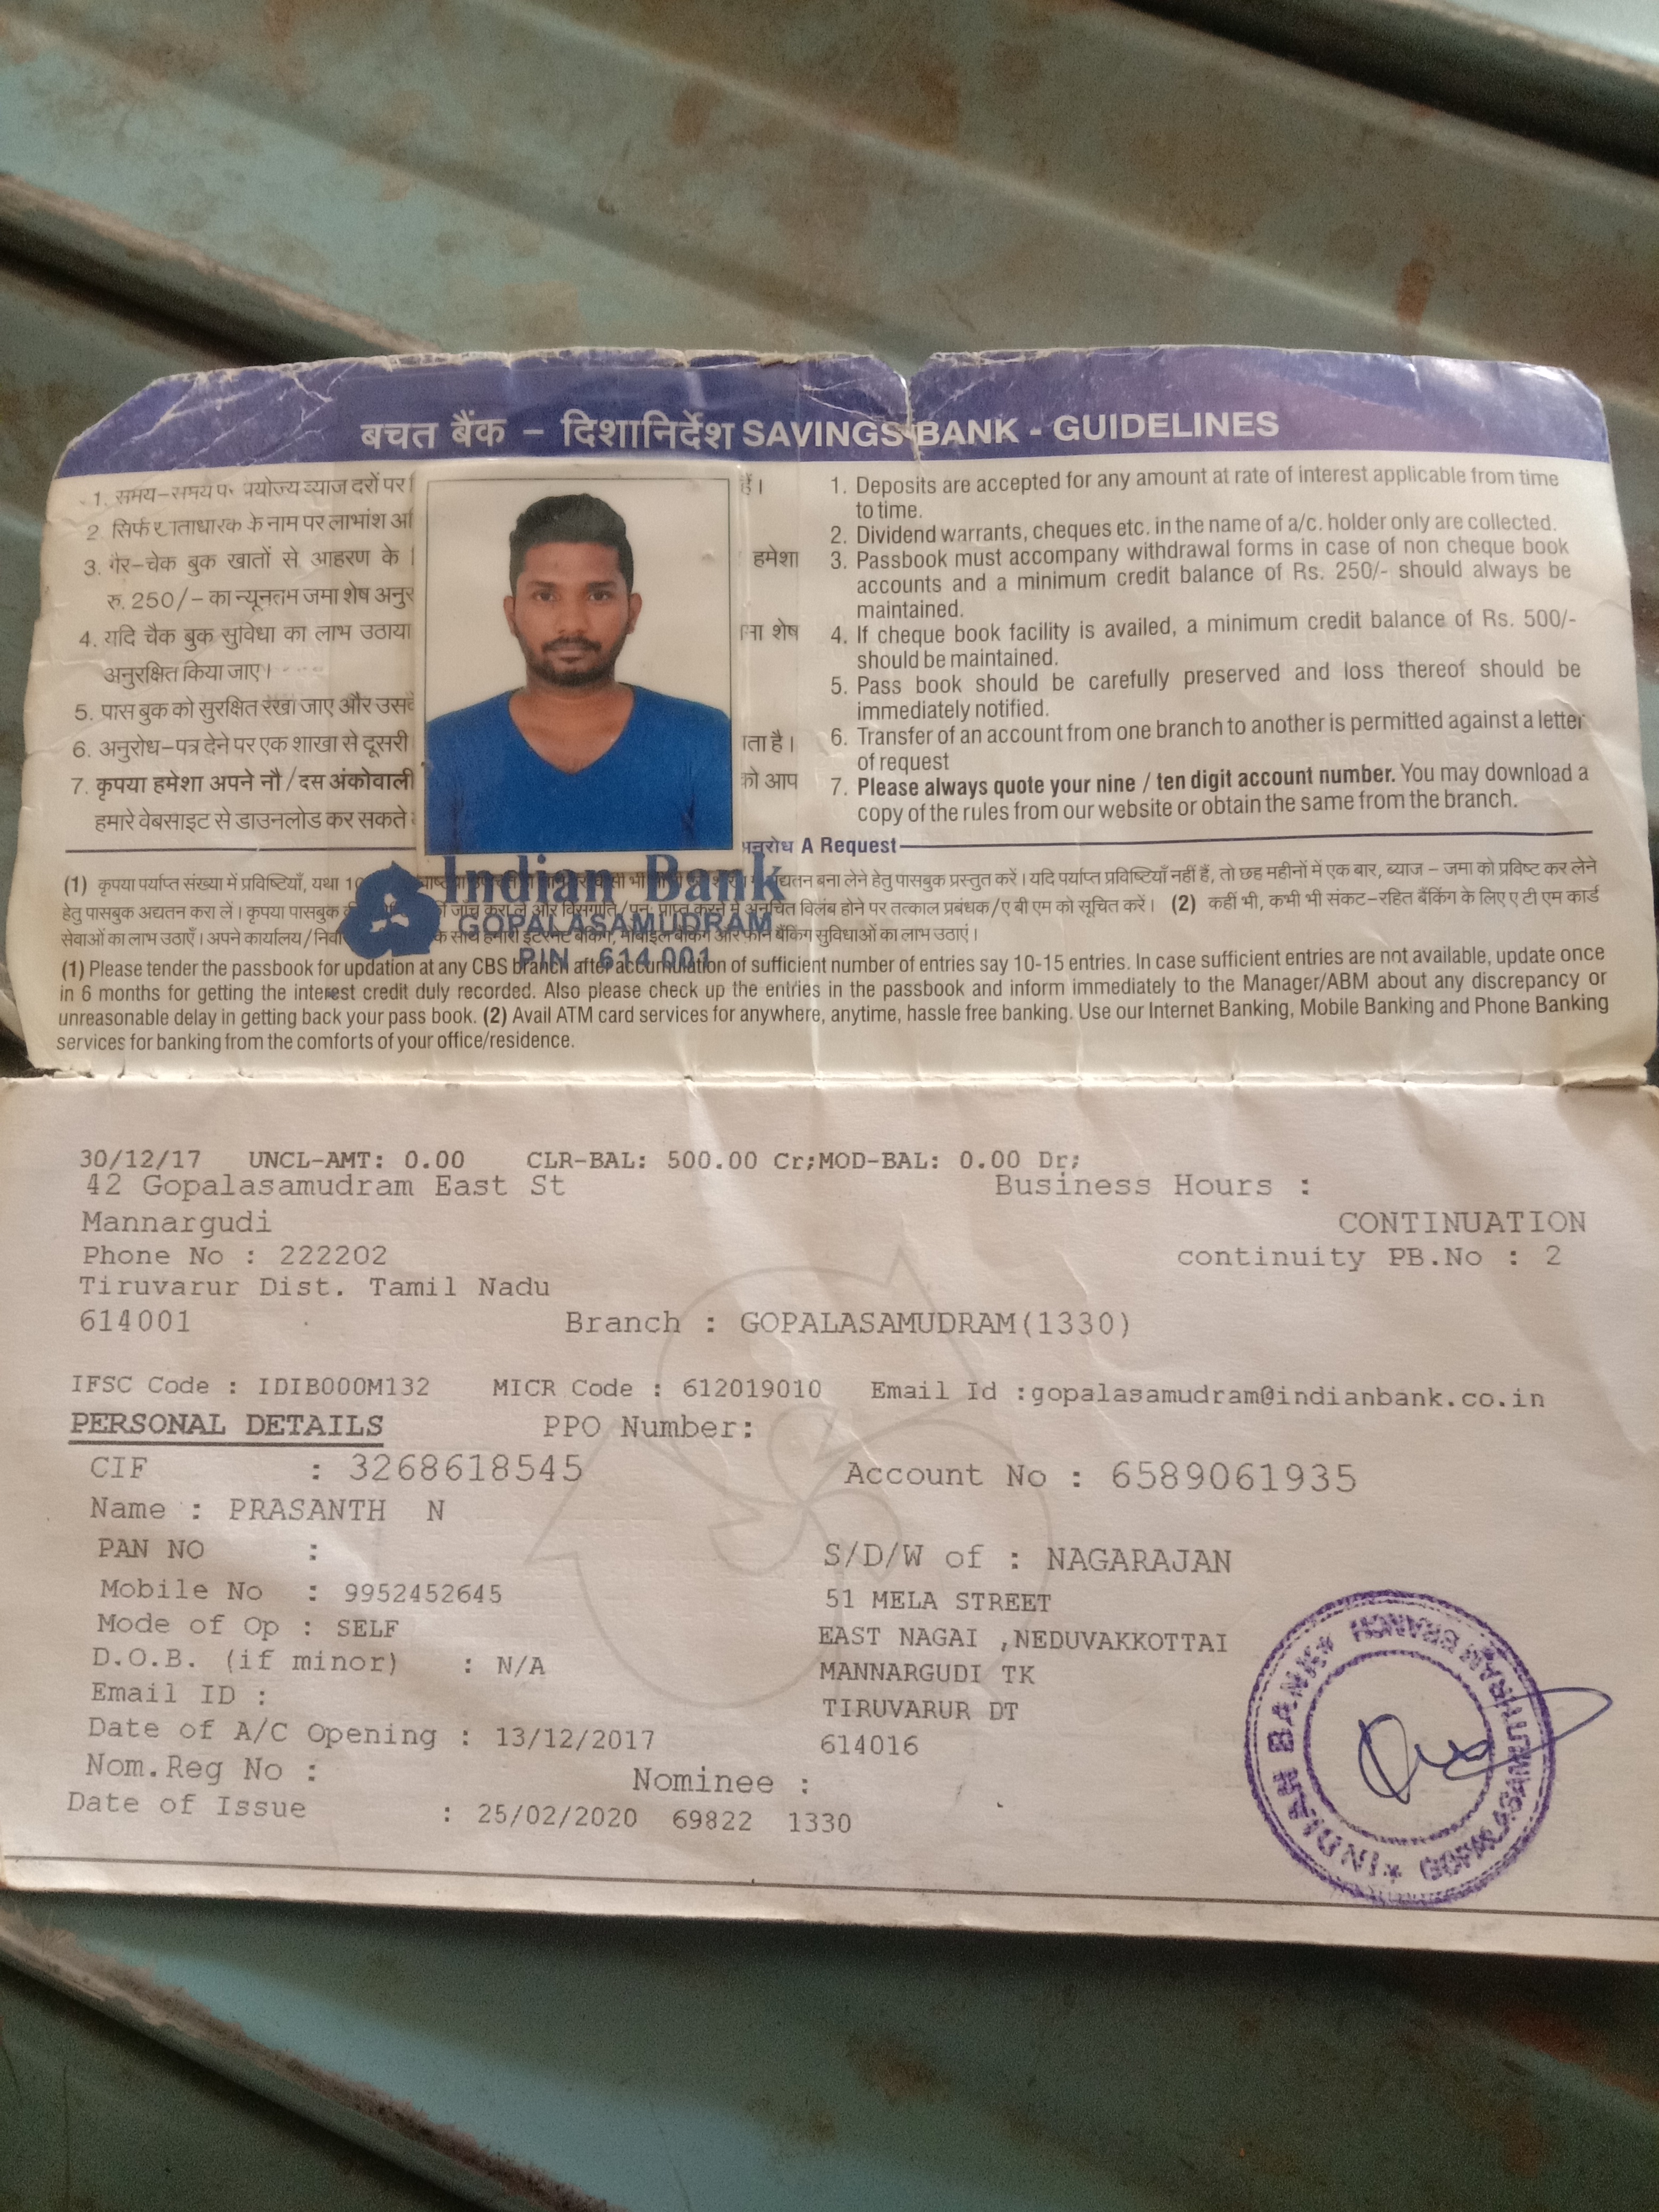 बचत बैंक – दिशानिर्देश SAVINGS BANK - GUIDELINES
1. समय–समय प प्रयोज्य ब्याज दरों पर
2. सिर्फ नाम पर लाभांश
3. गैर–चेक बुक खातों से आहरण के
रु. 250/– का न्यूनतम जमा शेष
4. यदि चैक बुक सुविधा का लाभ उठाया
अनुरक्षित किया जाए।
5. पास बुक को सुरक्षित रखा जाए और
6. अनुरोध–पत्र देने पर एक शाखा से दूसरी
7. कृपया हमेशा अपने नौ/दस अंकोवाली
हमारे वेबसाइट से डाउनलोड कर सकते
हैं।
हमेशा
शेष
है।
को आप
1. Deposits are accepted for any amount at rate of interest applicable from time
to time.
2. Dividend warrants, cheques etc. in the name of a/c. holder only are collected.
3. Passbook must accompany withdrawal forms in case of non cheque book
accounts and a minimum credit balance of Rs. 250/- should always be
maintained.
4. If cheque book facility is availed, a minimum credit balance of Rs. 500/-
should be maintained.
5. Pass book should be carefully preserved and loss thereof should be
immediately notified.
6. Transfer of an account from one branch to another is permitted against a letter
of request
7. Please always quote your nine / ten digit account number. You may download a
copy of the rules from our website or obtain the same from the branch.
अनुरोध A Request
Indian Bank
GOPALASAMUDRAM
PIN - 614 001
(1) कृपया पर्याप्त संख्या में प्रविष्टियाँ, यथा अद्यतन बना लेने हेतु पासबुक प्रस्तुत करें। यदि पर्याप्त प्रविष्टियाँ नहीं हैं, तो छह महीनों में एक बार, ब्याज – जमा को प्रविष्ट कर लेने
हेतु पासबुक अद्यतन करा लें। कृपया पासबुक जांच करा लें और विसंगति/पुनः प्राप्त करने में अनुचित विलंब होने पर तत्काल प्रबंधक/ए बी एम को सूचित करें। (2) कहीं भी, कभी भी संकट–रहित बैंकिंग के लिए ए टी एम कार्ड
सेवाओं का लाभ उठाएँ। अपने कार्यालय/ के साथ हमारी इंटरनेट बैंकिंग, मोबाइल बैंकिंग और फोन बैंकिंग सुविधाओं का लाभ उठाएं।
(1) Please tender the passbook for updation at any CBS branch after accumulation of sufficient number of entries say 10-15 entries. In case sufficient entries are not available, update once
in 6 months for getting the interest credit duly recorded. Also please check up the entries in the passbook and inform immediately to the Manager/ABM about any discrepancy or
unreasonable delay in getting back your pass book. (2) Avail ATM card services for anywhere, anytime, hassle free banking. Use our Internet Banking, Mobile Banking and Phone Banking
services for banking from the comforts of your office/residence.
30/12/17 UNCL-AMT: 0.00 CLR-BAL: 500.00 Cr;MOD-BAL: 0.00 Dr;
42 Gopalasamudram East St Business Hours :
Mannargudi CONTINUATION
Phone No : 222202 continuity PB.No : 2
Tiruvarur Dist. Tamil Nadu
614001 Branch : GOPALASAMUDRAM(1330)
IFSC Code : IDIB000M132 MICR Code : 612019010 Email Id :gopalasamudram@indianbank.co.in
PERSONAL DETAILS PPO Number:
CIF : 3268618545 Account No : 6589061935
Name : PRASANTH N
PAN NO : S/D/W of : NAGARAJAN
Mobile No : 9952452645 51 MELA STREET
Mode of Op : SELF EAST NAGAI ,NEDUVAKKOTTAI
D.O.B. (if minor) : N/A MANNARGUDI TK
Email ID : TIRUVARUR DT
Date of A/C Opening : 13/12/2017 614016
Nom.Reg No : Nominee :
Date of Issue : 25/02/2020 69822 1330
INDIAN BANK * GOPALASAMUTHRAM BRANCH *